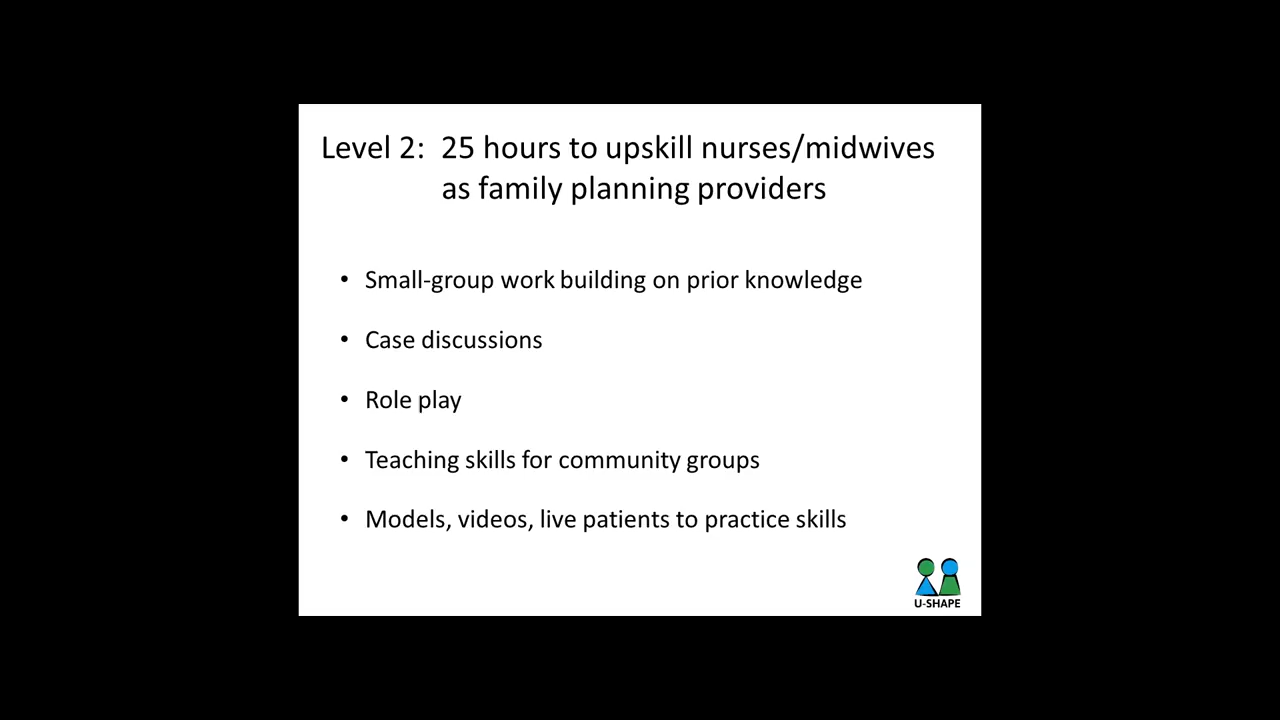 Level 2:  25 hours to upskill nurses/midwives
as family planning providers
• Small-group work building on prior knowledge
• Case discussions
• Role play
• Teaching skills for community groups
• Models, videos, live patients to practice skills
U-SHAPE